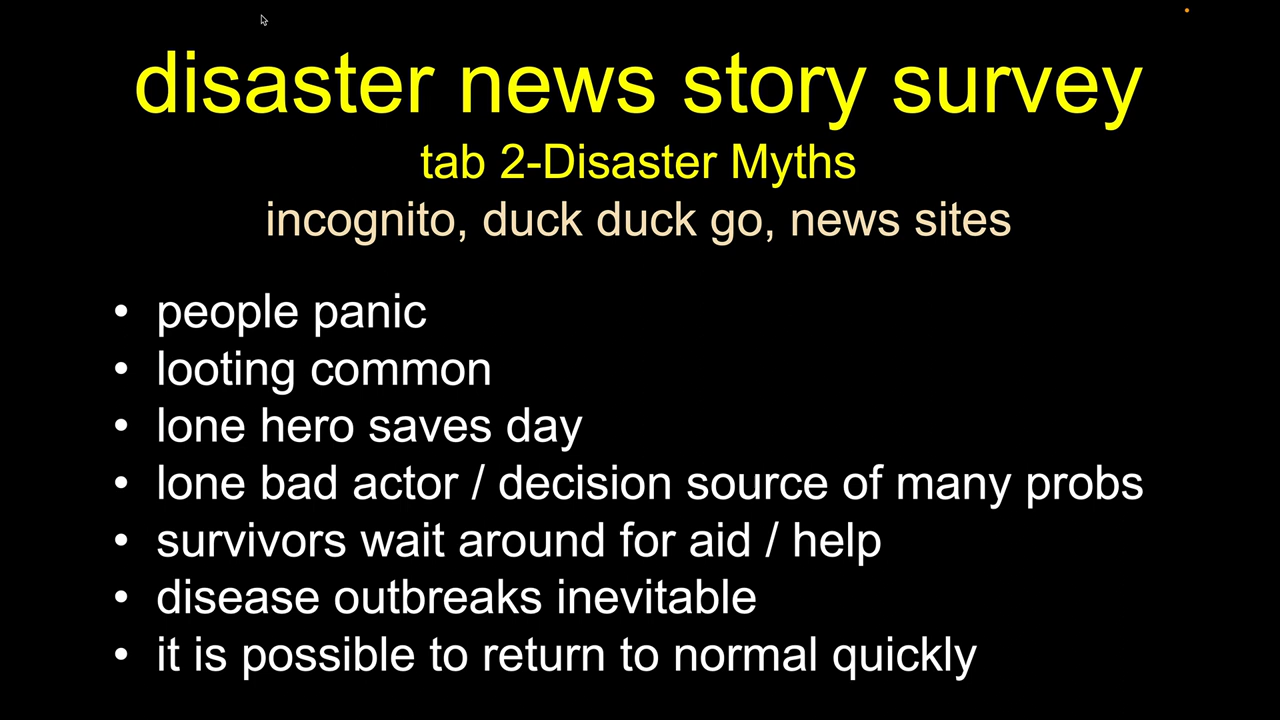 disaster news story survey
tab 2-Disaster Myths
incognito, duck duck go, news sites
• people panic
• looting common
• lone hero saves day
• lone bad actor / decision source of many probs
• survivors wait around for aid / help
• disease outbreaks inevitable
• it is possible to return to normal quickly